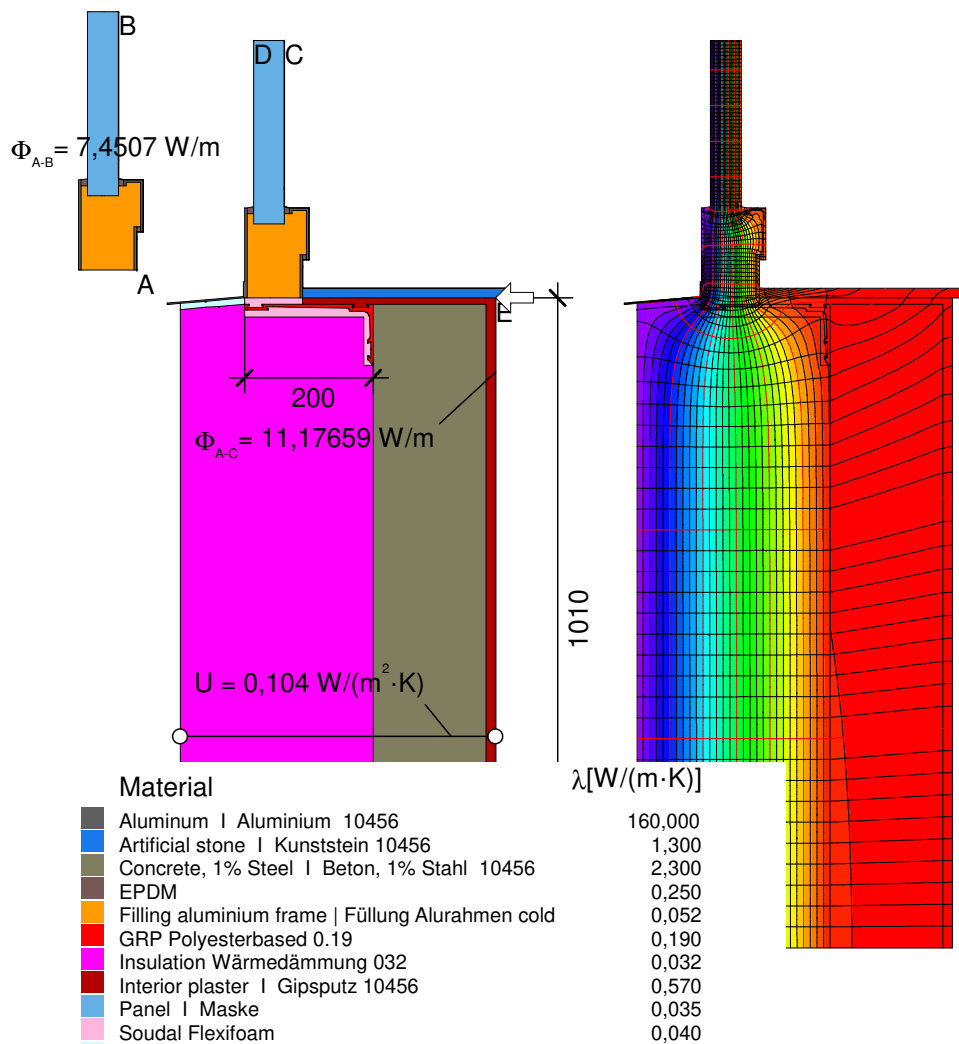 B
D C
ΦA-B= 7,4507 W/m
A
E
200
ΦA-C= 11,17659 W/m
1010
U = 0,104 W/(m²·K)
Material λ[W/(m·K)]
Aluminum I Aluminium 10456 160,000
Artificial stone I Kunststein 10456 1,300
Concrete, 1% Steel I Beton, 1% Stahl 10456 2,300
EPDM 0,250
Filling aluminium frame | Füllung Alurahmen cold 0,052
GRP Polyesterbased 0.19 0,190
Insulation Wärmedämmung 032 0,032
Interior plaster I Gipsputz 10456 0,570
Panel I Maske 0,035
Soudal Flexifoam 0,040